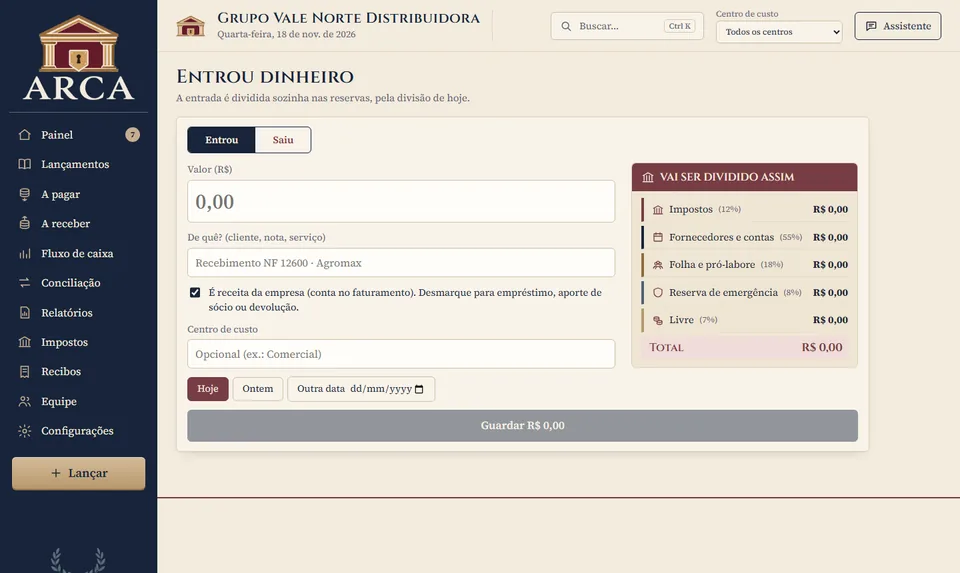 ARCA
Painel 7
Lançamentos
A pagar
A receber
Fluxo de caixa
Conciliação
Relatórios
Impostos
Recibos
Equipe
Configurações
+ Lançar
Grupo Vale Norte Distribuidora
Quarta-feira, 18 de nov. de 2026
Buscar... Ctrl K
Centro de custo
Todos os centros
Assistente
Entrou dinheiro
A entrada é dividida sozinha nas reservas, pela divisão de hoje.
Entrou Saiu
Valor (R$)
0,00
De quê? (cliente, nota, serviço)
Recebimento NF 12600 · Agromax
É receita da empresa (conta no faturamento). Desmarque para empréstimo, aporte de
sócio ou devolução.
Centro de custo
Opcional (ex.: Comercial)
Hoje Ontem Outra data dd/mm/yyyy
VAI SER DIVIDIDO ASSIM
Impostos (12%) R$ 0,00
Fornecedores e contas (55%) R$ 0,00
Folha e pró-labore (18%) R$ 0,00
Reserva de emergência (8%) R$ 0,00
Livre (7%) R$ 0,00
Total R$ 0,00
Guardar R$ 0,00